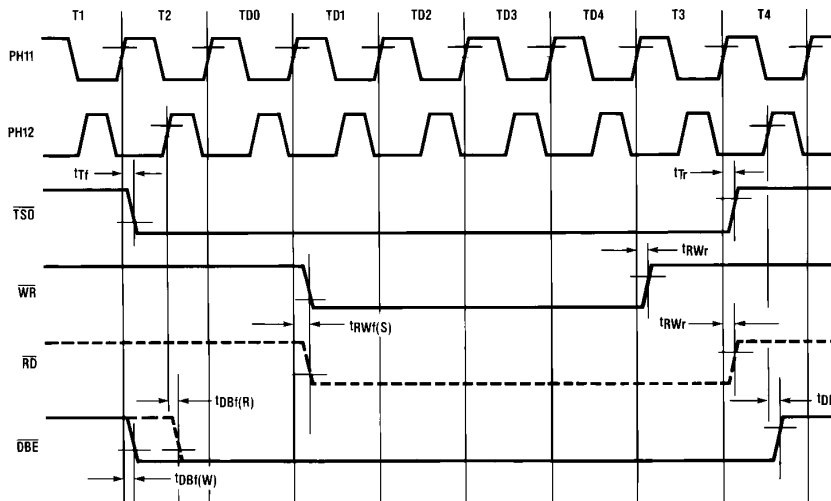 T1 T2 TD0 TD1 TD2 TD3 TD4 T3 T4
PH11
PH12
tTf
tTr
TSO
tRWr
WR
tRWf(S)
tRWr
RD
tDBf(R)
DBE
tDBf(W)